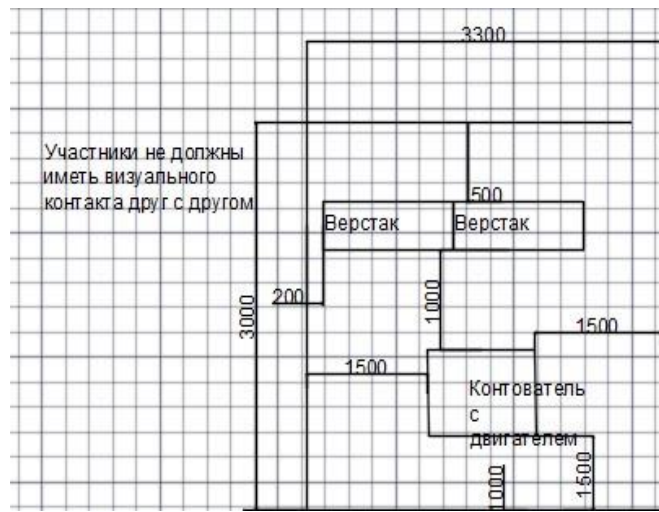 3300
Участники не должны
иметь визуального
контакта друг с другом
500
Верстак Верстак
200
3000
1000
1500
1500
Контователь
с
двигателем
1000
1500